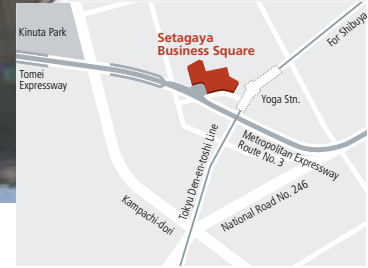 Kinuta Park
Setagaya
Business Square
For Shibuya
Tomei
Expressway
Yoga Stn.
Metropolitan Expressway
Route No. 3
Tokyu Den-en-toshi Line
Kampachi-dori
National Road No. 246